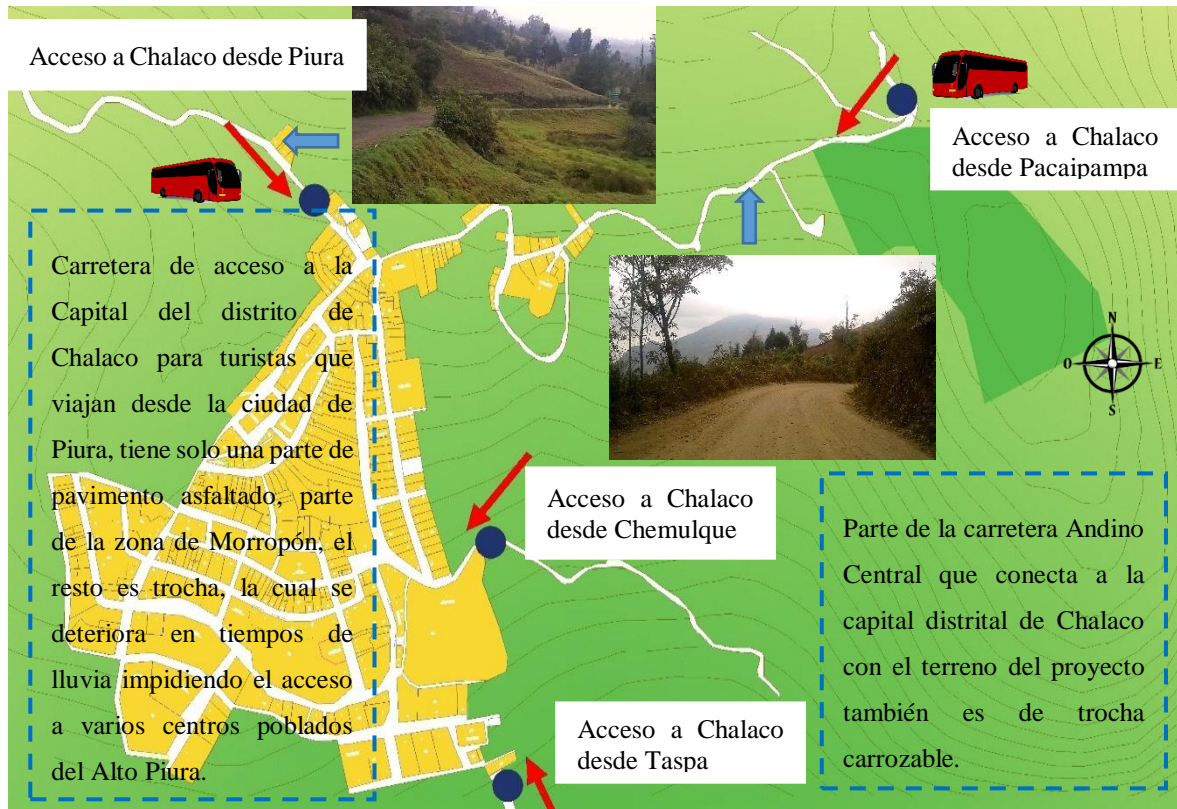 Acceso a Chalaco desde Piura
Acceso a Chalaco
desde Pacaipampa
Carretera de acceso a la
Capital del distrito de
Chalaco para turistas que
viajan desde la ciudad de
Piura, tiene solo una parte de
pavimento asfaltado, parte
de la zona de Morropón, el
resto es trocha, la cual se
deteriora en tiempos de
lluvia impidiendo el acceso
a varios centros poblados
del Alto Piura.
N
O
E
S
Acceso a Chalaco
desde Chemulque
Parte de la carretera Andino
Central que conecta a la
capital distrital de Chalaco
con el terreno del proyecto
también es de trocha
carrozable.
Acceso a Chalaco
desde Taspa